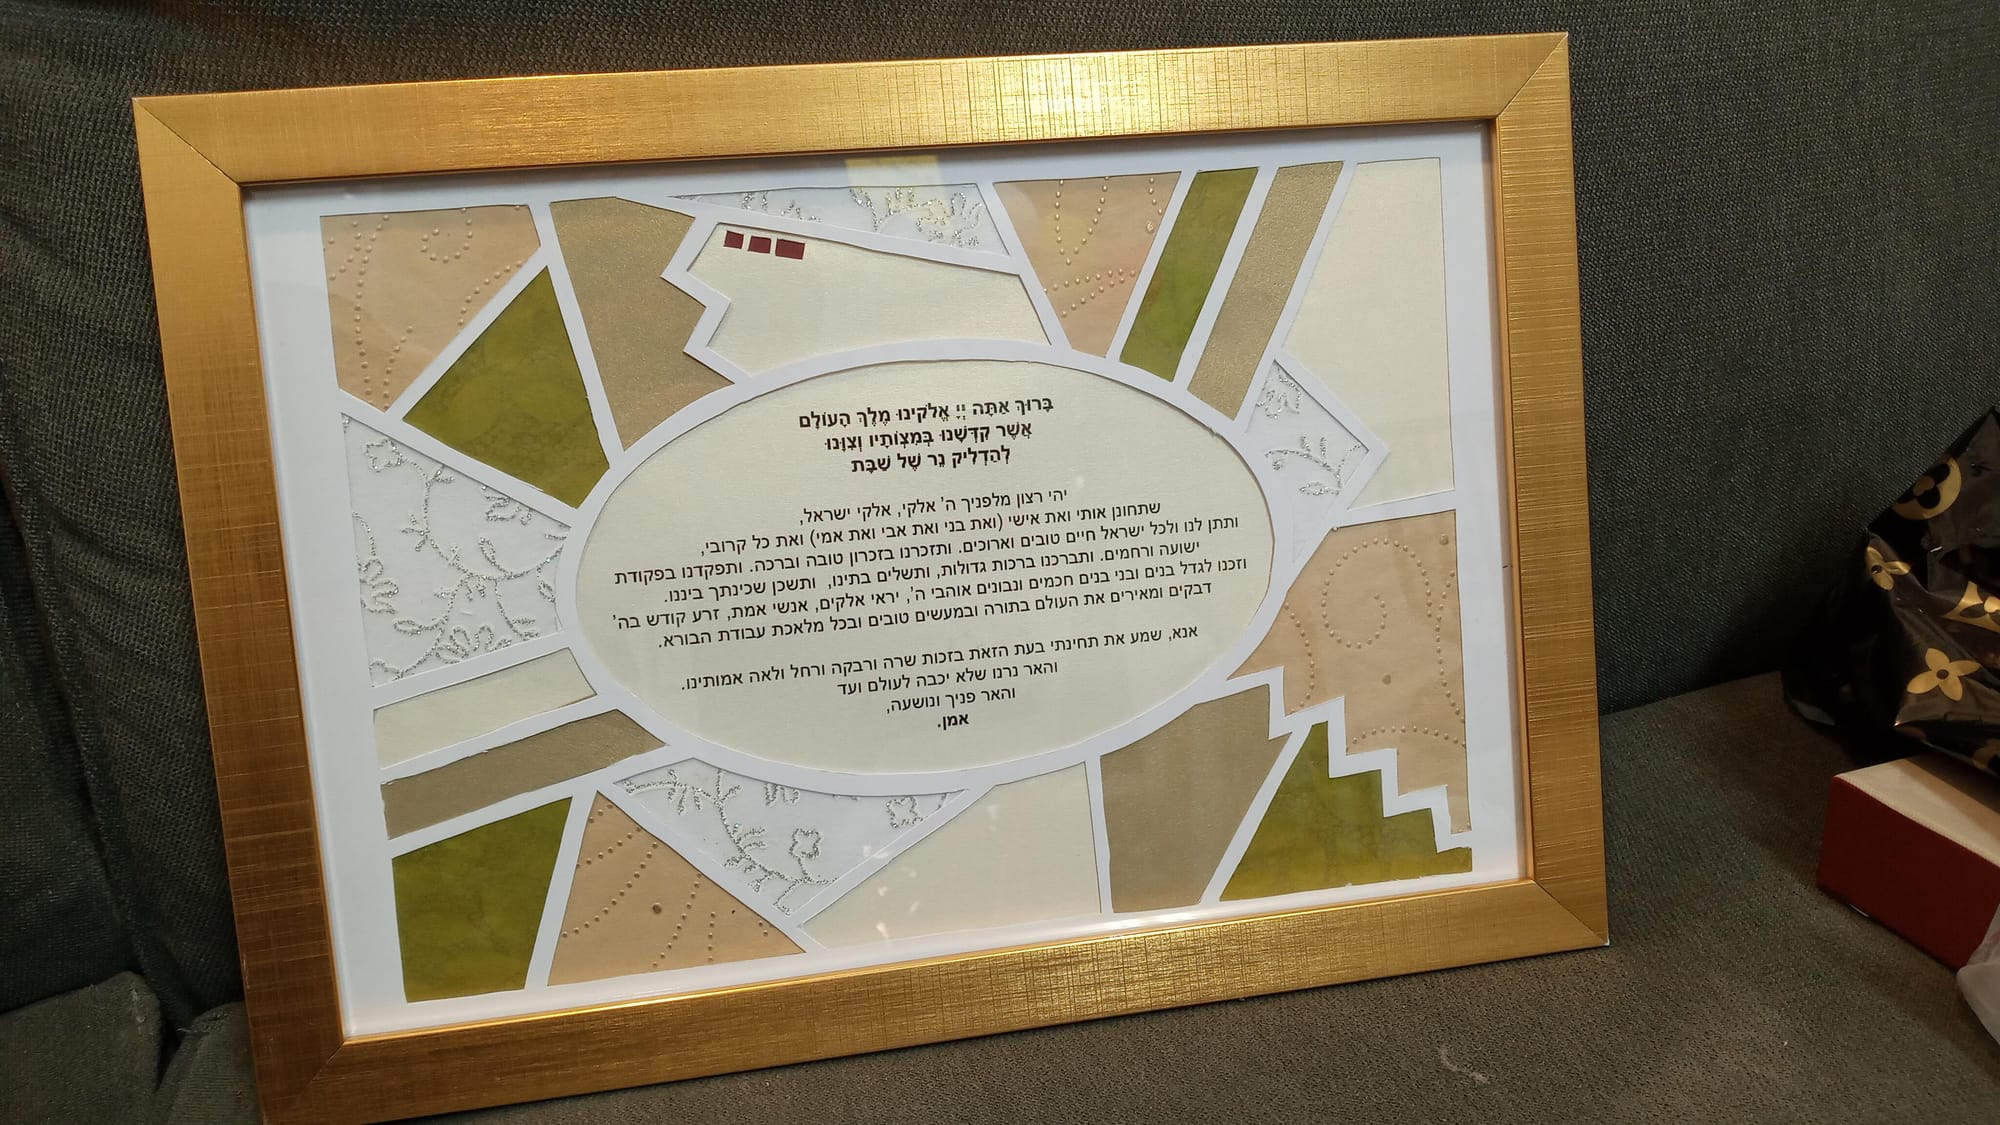 בָּרוּךְ אַתָּה יְיָ אֱלֹקֵינוּ מֶלֶךְ הָעוֹלָם
אֲשֶׁר קִדְּשָׁנוּ בְּמִצְוֹתָיו וְצִוָּנוּ
לְהַדְלִיק נֵר שֶׁל שַׁבָּת
יהי רצון מלפניך ה' אלקי, אלקי ישראל,
שתחונן אותי ואת אישי (ואת בני ואת אבי ואת אמי) ואת כל קרובי,
ותתן לנו ולכל ישראל חיים טובים וארוכים. ותזכרנו בזכרון טובה וברכה. ותפקדנו בפקודת
ישועה ורחמים. ותברכנו ברכות גדולות, ותשלים בתינו, ותשכן שכינתך ביננו.
וזכנו לגדל בנים ובני בנים חכמים ונבונים אוהבי ה', יראי אלקים, אנשי אמת, זרע קודש בה'
דבקים ומאירים את העולם בתורה ובמעשים טובים ובכל מלאכת עבודת הבורא.
אנא, שמע את תחינתי בעת הזאת בזכות שרה ורבקה ורחל ולאה אמותינו.
והאר נרנו שלא יכבה לעולם ועד
והאר פניך ונושעה,
אמן.